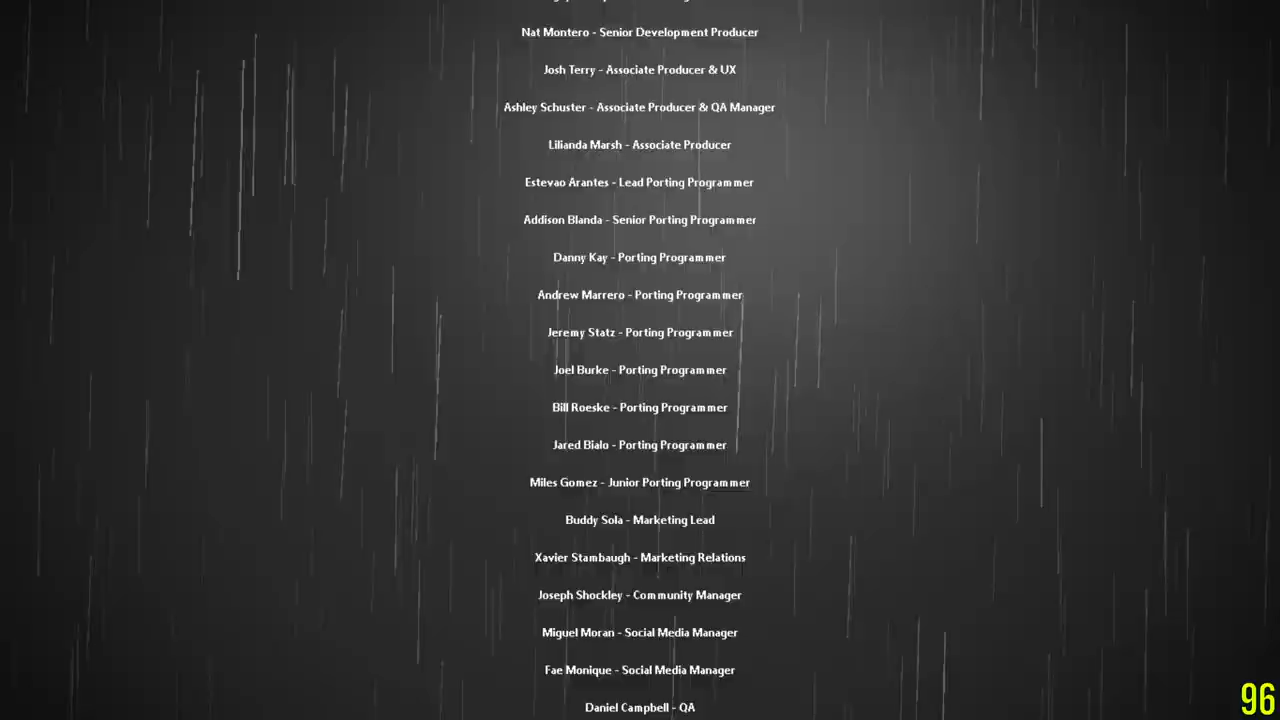 Nat Montero - Senior Development Producer
Josh Terry - Associate Producer & UX
Ashley Schuster - Associate Producer & QA Manager
Lilianda Marsh - Associate Producer
Estevao Arantes - Lead Porting Programmer
Addison Blanda - Senior Porting Programmer
Danny Kay - Porting Programmer
Andrew Marrero - Porting Programmer
Jeremy Statz - Porting Programmer
Joel Burke - Porting Programmer
Bill Roeske - Porting Programmer
Jared Bialo - Porting Programmer
Miles Gomez - Junior Porting Programmer
Buddy Sola - Marketing Lead
Xavier Stambaugh - Marketing Relations
Joseph Shockley - Community Manager
Miguel Moran - Social Media Manager
Fae Monique - Social Media Manager
Daniel Campbell - QA
96